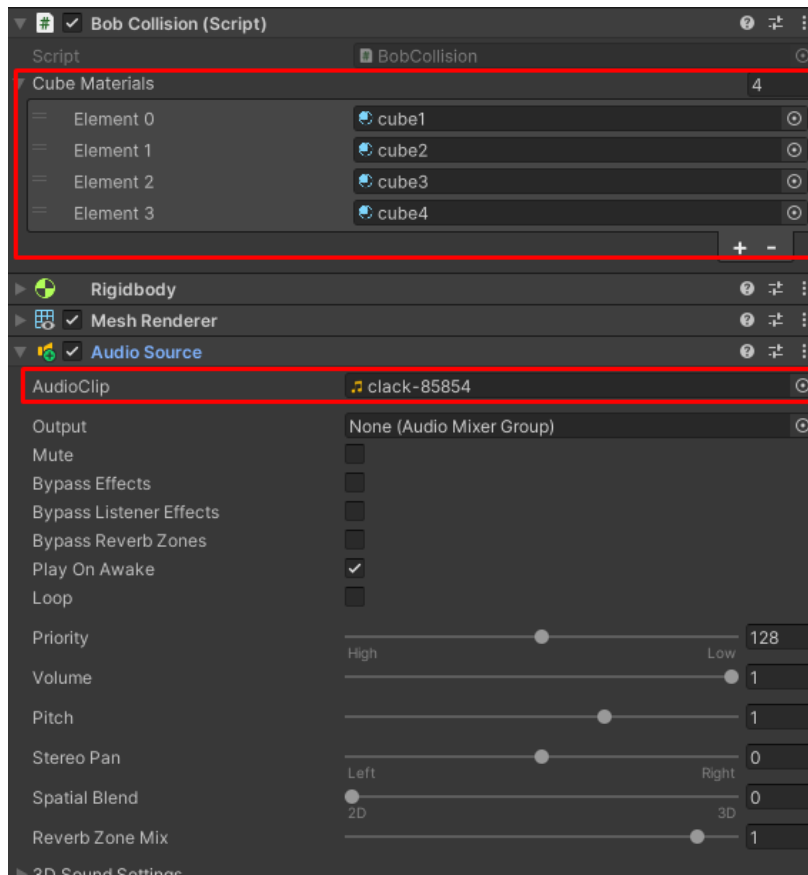 Bob Collision (Script)
Script BobCollision
Cube Materials 4
Element 0 cube1
Element 1 cube2
Element 2 cube3
Element 3 cube4
+ -
Rigidbody
Mesh Renderer
Audio Source
AudioClip clack-85854
Output None (Audio Mixer Group)
Mute
Bypass Effects
Bypass Listener Effects
Bypass Reverb Zones
Play On Awake
Loop
Priority 128
High Low
Volume 1
Pitch 1
Stereo Pan 0
Left Right
Spatial Blend 0
2D 3D
Reverb Zone Mix 1
3D Sound Settings